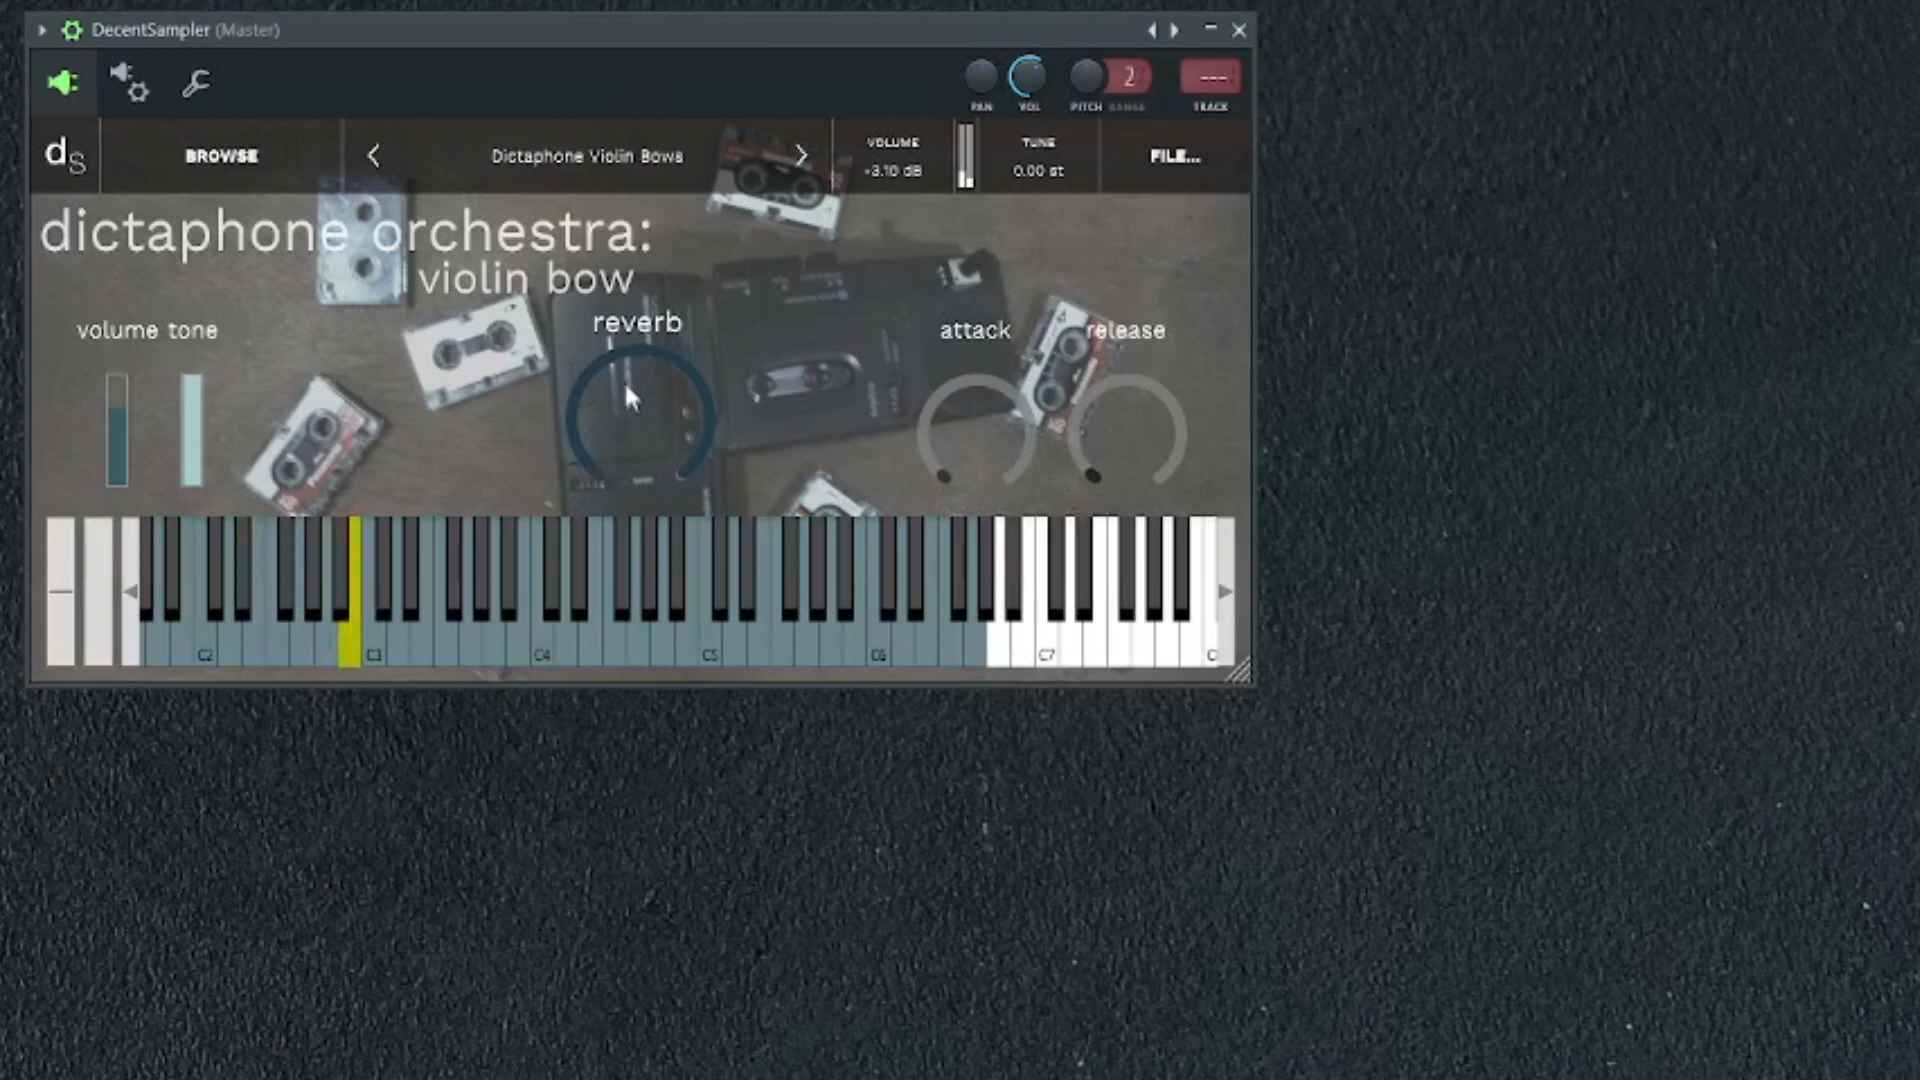 DecentSampler (Master)
2
---
PAN
VOL
PITCH RANGE
TRACK
ds
BROWSE
Dictaphone Violin Bows
VOLUME
-3.10 dB
TUNE
0.00 st
FILE...
dictaphone orchestra:
violin bow
volume tone
reverb
attack
release
C2
C3
C4
C5
C6
C7
C